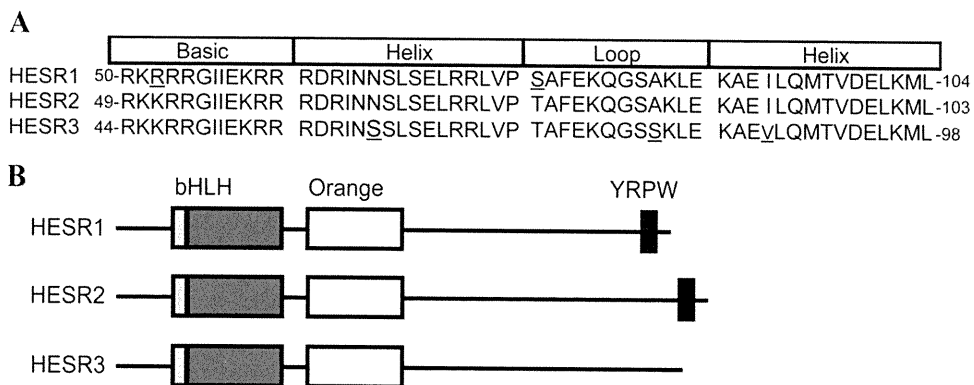 A
Basic Helix Loop Helix
HESR1 50-RKRRRGIIEKRR RDRINNSLSELRRLVP SAFEKQGSAKLE KAEILQMTVDELKML-104
HESR2 49-RKKRRGIIEKRR RDRINNSLSELRRLVP TAFEKQGSAKLE KAEILQMTVDELKML-103
HESR3 44-RKKRRGIIEKRR RDRINSSLSELRRLVP TAFEKQGSSKLE KAEVLQMTVDELKML-98
B
bHLH Orange YRPW
HESR1
HESR2
HESR3